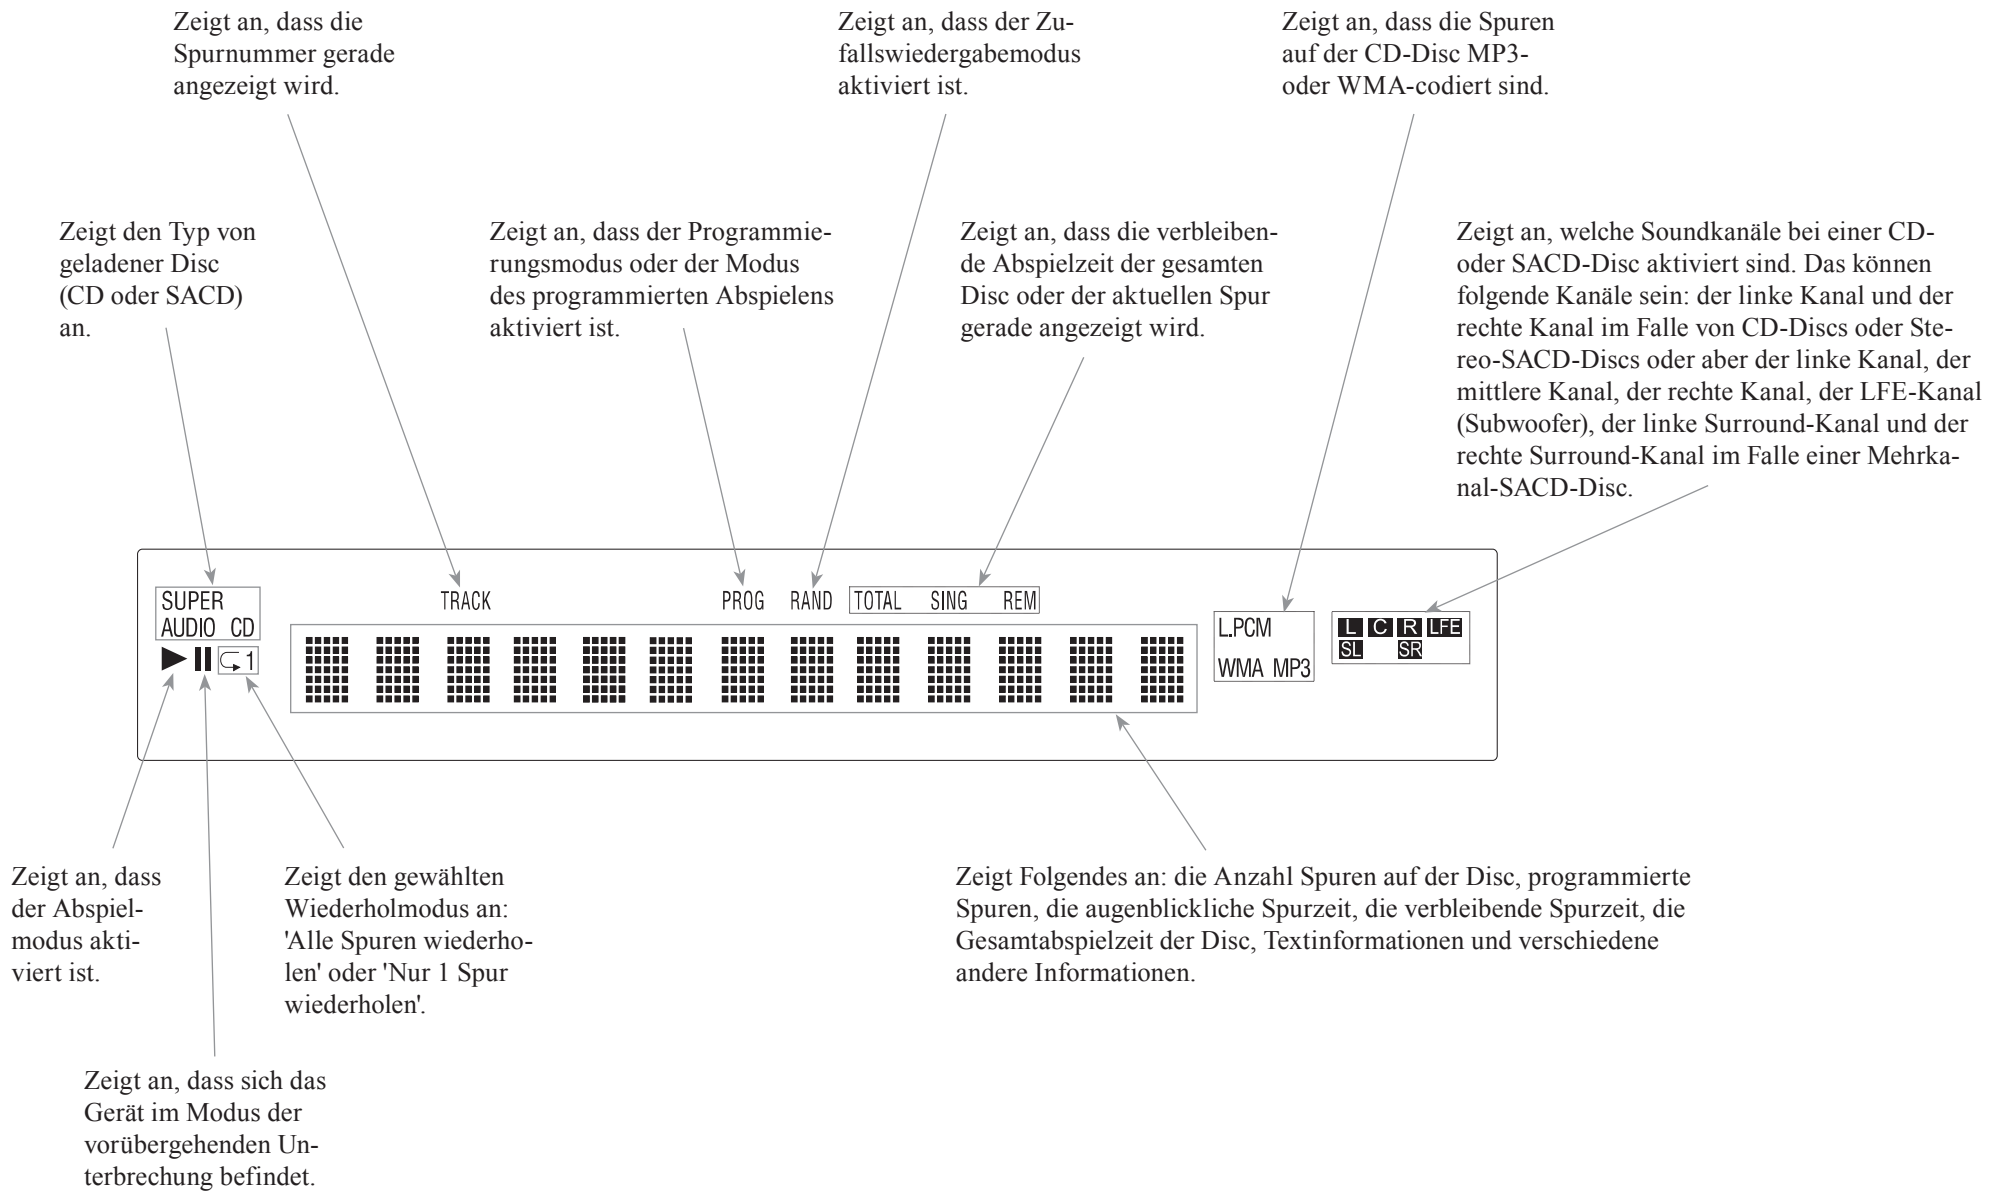 Zeigt an, dass die
Spurnummer gerade
angezeigt wird.
Zeigt an, dass der Zu-
fallswiedergabemodus
aktiviert ist.
Zeigt an, dass die Spuren
auf der CD-Disc MP3-
oder WMA-codiert sind.
Zeigt den Typ von
geladener Disc
(CD oder SACD)
an.
Zeigt an, dass der Programmie-
rungsmodus oder der Modus
des programmierten Abspielens
aktiviert ist.
Zeigt an, dass die verbleiben-
de Abspielzeit der gesamten
Disc oder der aktuellen Spur
gerade angezeigt wird.
Zeigt an, welche Soundkanäle bei einer CD-
oder SACD-Disc aktiviert sind. Das können
folgende Kanäle sein: der linke Kanal und der
rechte Kanal im Falle von CD-Discs oder Ste-
reo-SACD-Discs oder aber der linke Kanal, der
mittlere Kanal, der rechte Kanal, der LFE-Kanal
(Subwoofer), der linke Surround-Kanal und der
rechte Surround-Kanal im Falle einer Mehrka-
nal-SACD-Disc.
SUPER
AUDIO CD
1
TRACK
PROG RAND TOTAL SING REM
L.PCM
WMA MP3
L C R LFE
SL SR
Zeigt an, dass
der Abspiel-
modus akti-
viert ist.
Zeigt den gewählten
Wiederholmodus an:
'Alle Spuren wiederho-
len' oder 'Nur 1 Spur
wiederholen'.
Zeigt Folgendes an: die Anzahl Spuren auf der Disc, programmierte
Spuren, die augenblickliche Spurzeit, die verbleibende Spurzeit, die
Gesamtabspielzeit der Disc, Textinformationen und verschiedene
andere Informationen.
Zeigt an, dass sich das
Gerät im Modus der
vorübergehenden Un-
terbrechung befindet.